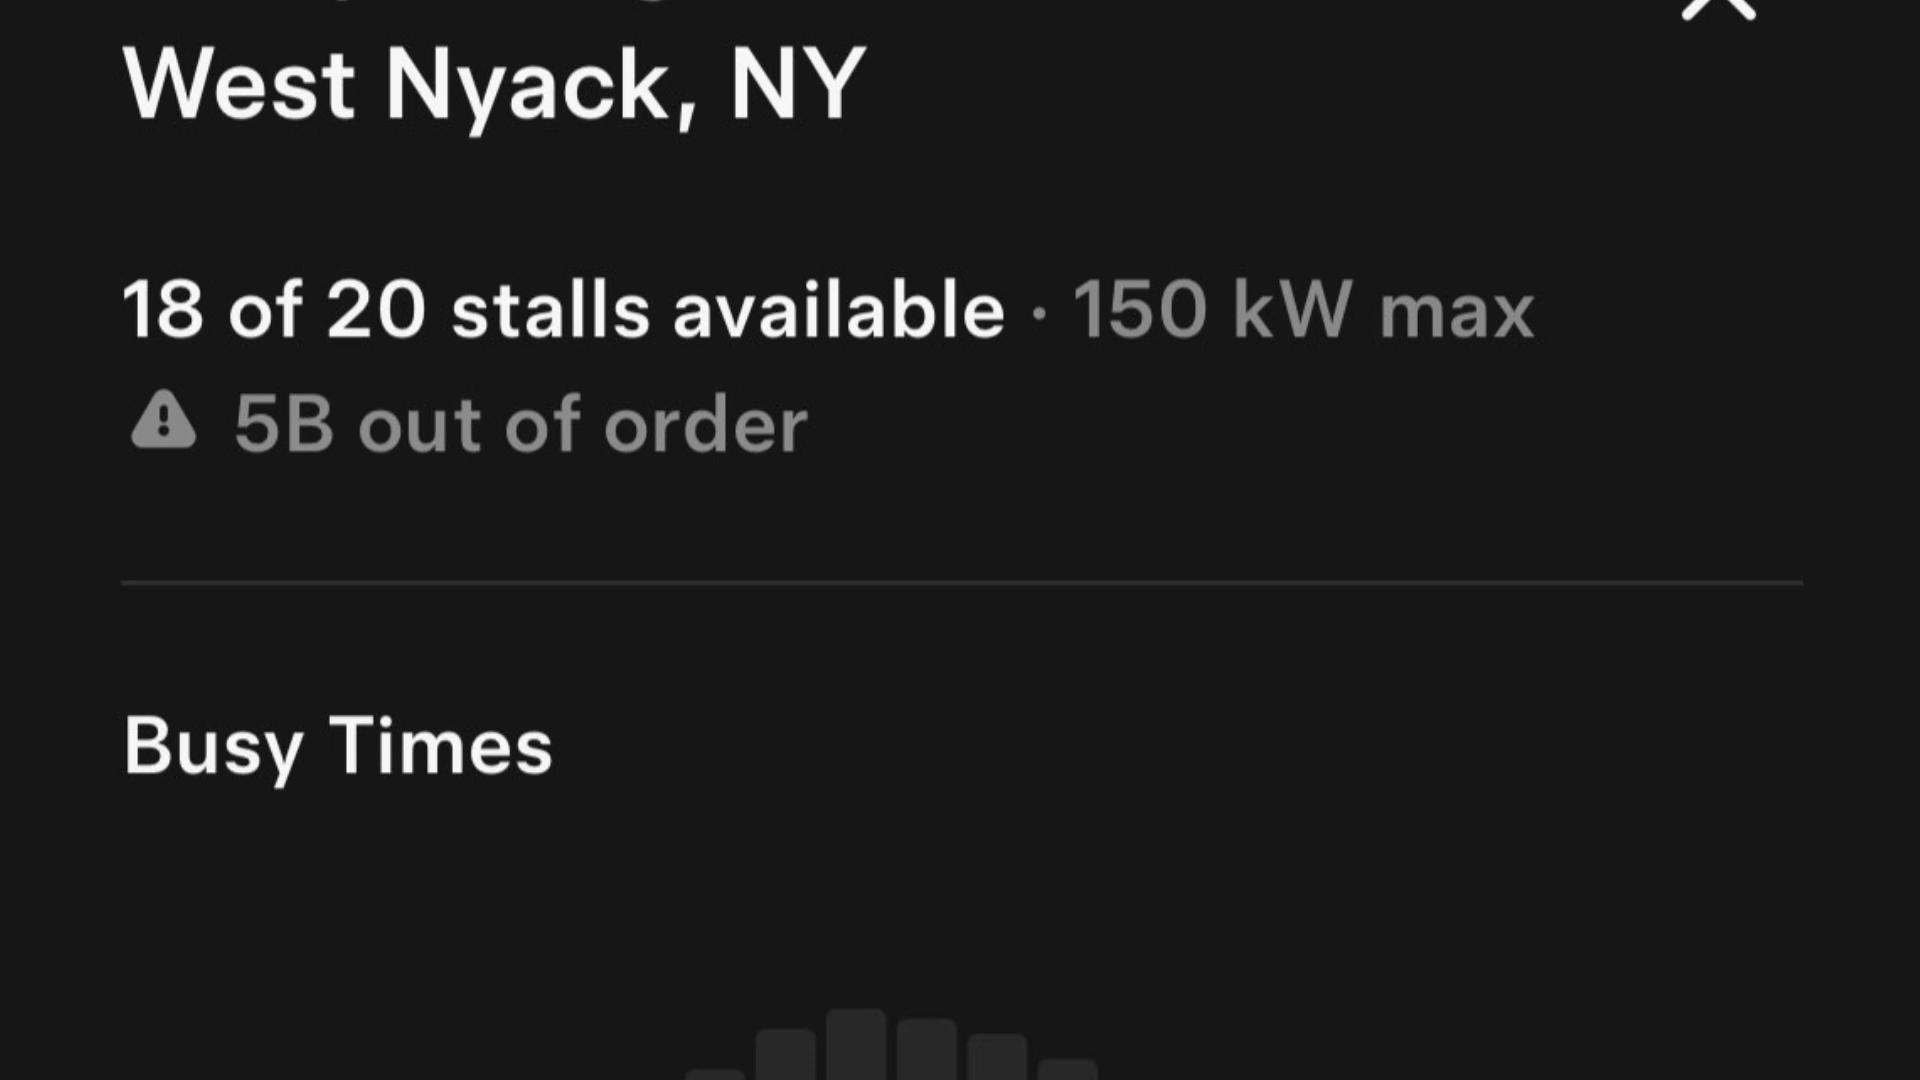 West Nyack, NY
18 of 20 stalls available · 150 kW max
5B out of order
Busy Times